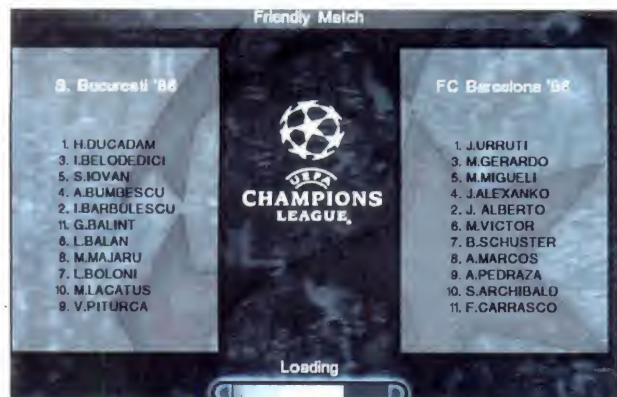 Friendly Match
S. Bucuresti '86
1. H.DUCADAM
3. I.BELODEDICI
5. S.IOVAN
4. A.BUMBESCU
2. I.BARBULESCU
11. G.BALINT
6. L.BALAN
8. M.MAJARU
7. L.BOLONI
10. M.LACATUS
9. V.PITURCA
UEFA
CHAMPIONS
LEAGUE
FC Barcelona '86
1. J.URRUTI
3. M.GERARDO
5. M.MIGUELI
4. J.ALEXANKO
2. J. ALBERTO
6. M.VICTOR
7. B.SCHUSTER
8. A.MARCOS
9. A.PEDRAZA
10. S.ARCHIBALD
11. F.CARRASCO
Loading